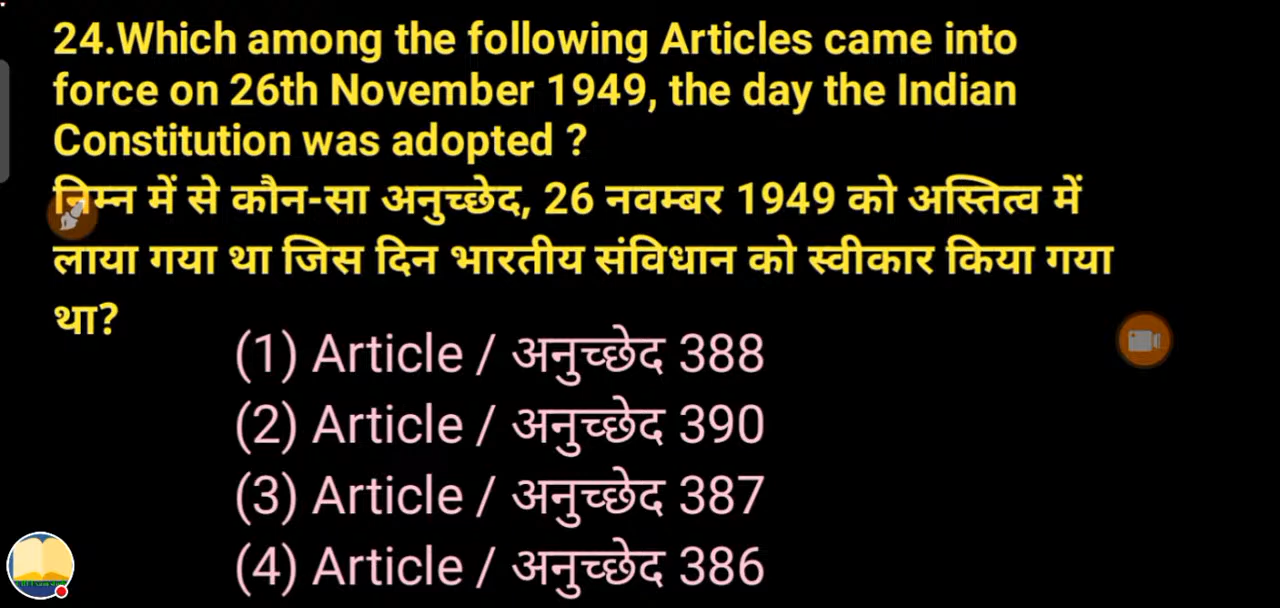 24.Which among the following Articles came into
force on 26th November 1949, the day the Indian
Constitution was adopted ?
निम्न में से कौन-सा अनुच्छेद, 26 नवम्बर 1949 को अस्तित्व में
लाया गया था जिस दिन भारतीय संविधान को स्वीकार किया गया
था?
(1) Article / अनुच्छेद 388
(2) Article / अनुच्छेद 390
(3) Article / अनुच्छेद 387
(4) Article / अनुच्छेद 386